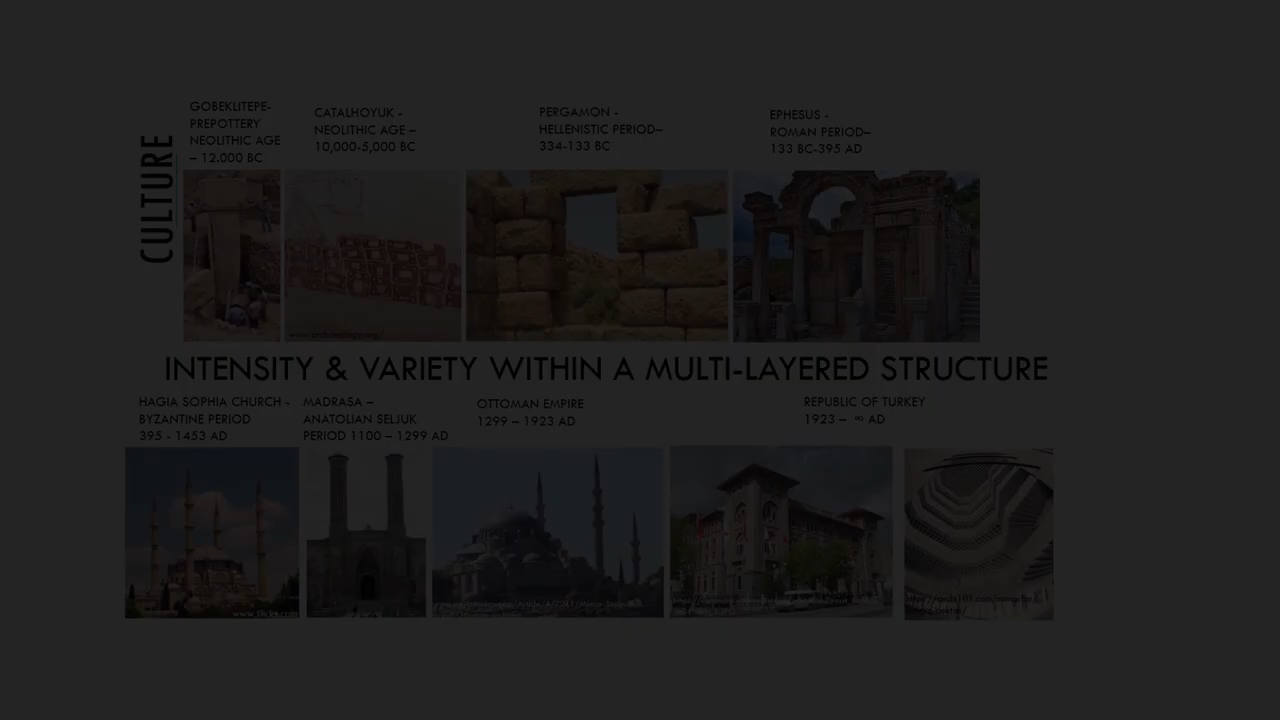 CULTURE
GOBEKLITEPE-
PREPOTTERY
NEOLITHIC AGE
– 12.000 BC
CATALHOYUK -
NEOLITHIC AGE –
10,000-5,000 BC
PERGAMON -
HELLENISTIC PERIOD–
334-133 BC
EPHESUS -
ROMAN PERIOD–
133 BC-395 AD
INTENSITY & VARIETY WITHIN A MULTI-LAYERED STRUCTURE
HAGIA SOPHIA CHURCH -
BYZANTINE PERIOD
395 - 1453 AD
MADRASA –
ANATOLIAN SELJUK
PERIOD 1100 – 1299 AD
OTTOMAN EMPIRE
1299 – 1923 AD
REPUBLIC OF TURKEY
1923 – ∞ AD
www.flickr.com